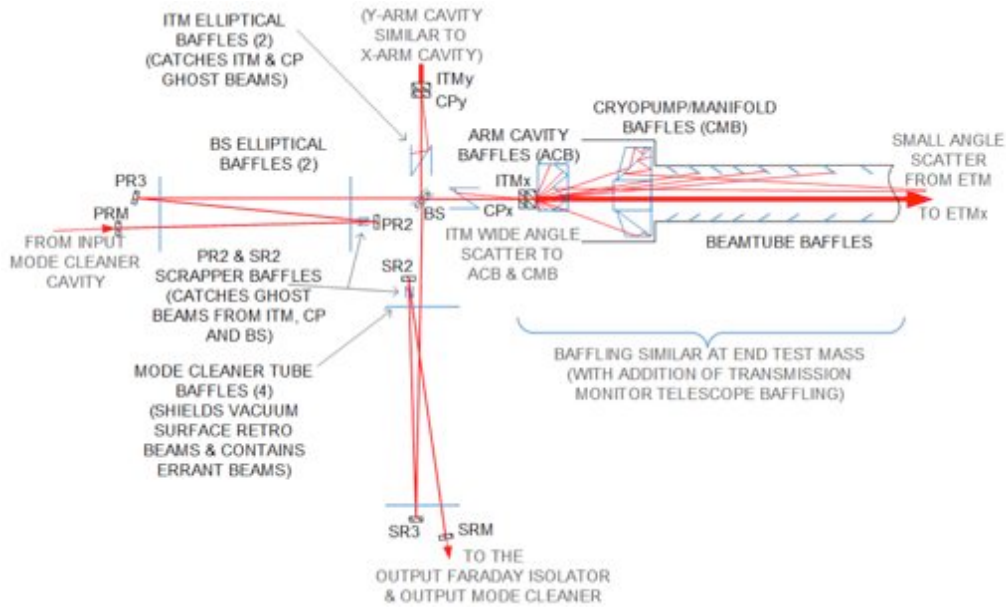 ITM ELLIPTICAL
BAFFLES (2)
(CATCHES ITM & CP
GHOST BEAMS)
(Y-ARM CAVITY
SIMILAR TO
X-ARM CAVITY)
ITMy
CPy
BS ELLIPTICAL
BAFFLES (2)
ARM CAVITY
BAFFLES (ACB)
CRYOPUMP/MANIFOLD
BAFFLES (CMB)
SMALL ANGLE
SCATTER
FROM ETM
PR3
PRM
PR2
BS
ITMx
CPx
TO ETMx
FROM INPUT
MODE CLEANER
CAVITY
ITM WIDE ANGLE
SCATTER TO
ACB & CMB
BEAMTUBE BAFFLES
PR2 & SR2
SCRAPPER BAFFLES
(CATCHES GHOST
BEAMS FROM ITM, CP
AND BS)
SR2
MODE CLEANER TUBE
BAFFLES (4)
(SHIELDS VACUUM
SURFACE RETRO
BEAMS & CONTAINS
ERRANT BEAMS)
BAFFLING SIMILAR AT END TEST MASS
(WITH ADDITION OF TRANSMISSION
MONITOR TELESCOPE BAFFLING)
SR3
SRM
TO THE
OUTPUT FARADAY ISOLATOR
& OUTPUT MODE CLEANER